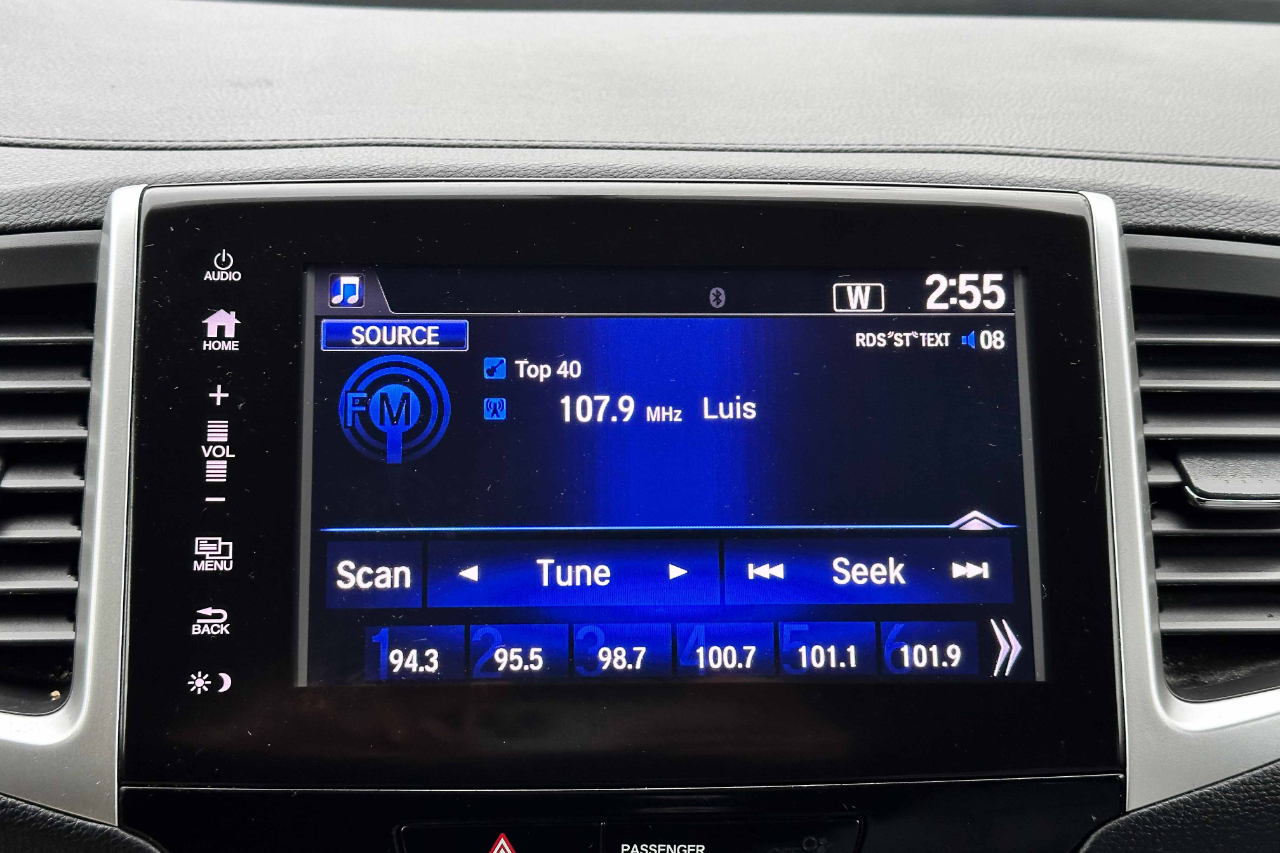 AUDIO
HOME
+
VOL
−
MENU
BACK
W 2:55
SOURCE
RDS "ST" TEXT 08
FM
Top 40
107.9 MHz Luis
Scan Tune Seek
1 94.3 2 95.5 3 98.7 4 100.7 5 101.1 6 101.9
PASSENGER